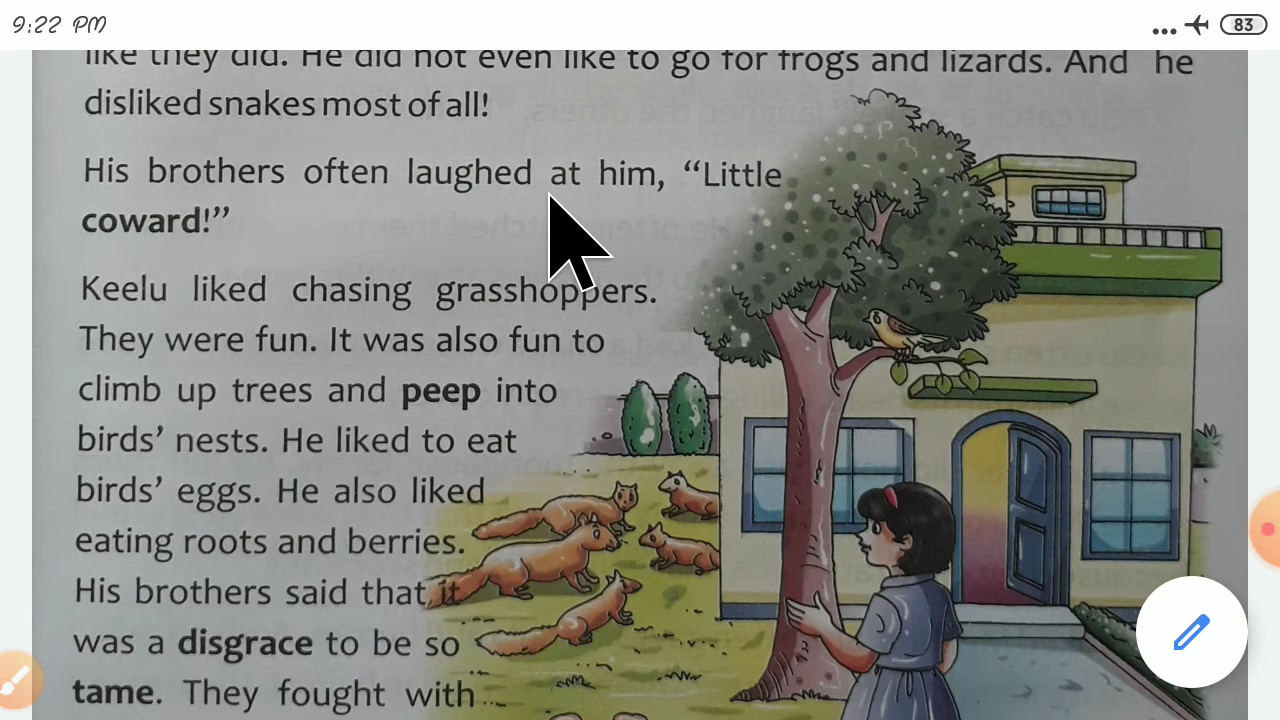 9:22 PM
83
like they did. He did not even like to go for frogs and lizards. And he
disliked snakes most of all!
His brothers often laughed at him, “Little
coward!”
Keelu liked chasing grasshoppers.
They were fun. It was also fun to
climb up trees and peep into
birds’ nests. He liked to eat
birds’ eggs. He also liked
eating roots and berries.
His brothers said that it
was a disgrace to be so
tame. They fought with